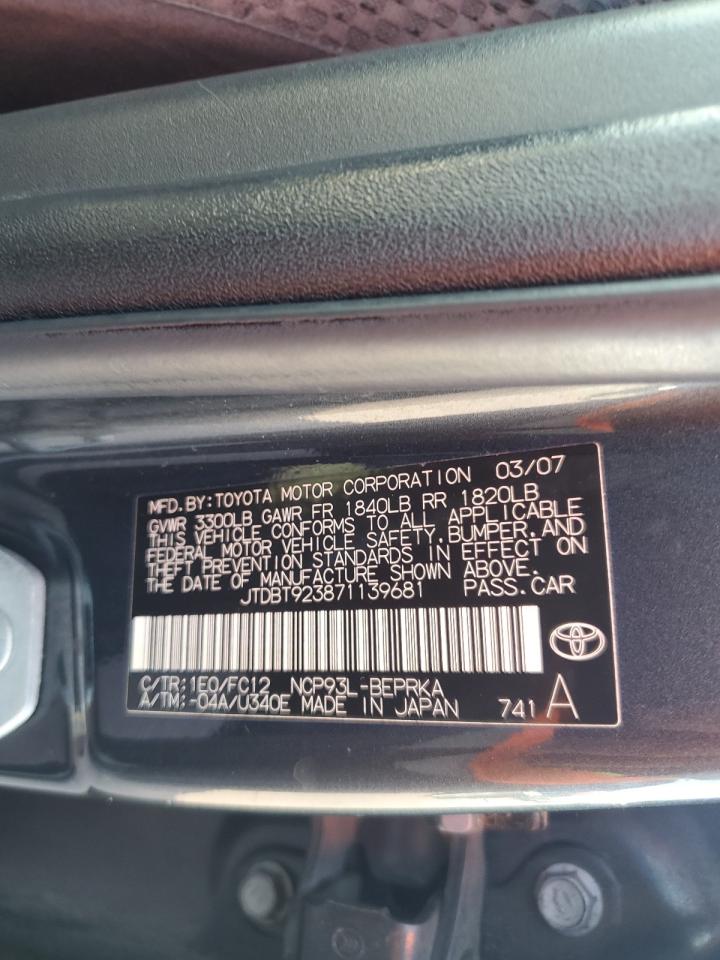 MFD.BY:TOYOTA MOTOR CORPORATION 03/07
GVWR 3300LB GAWR FR 1840LB RR 1820LB
THIS VEHICLE CONFORMS TO ALL APPLICABLE
FEDERAL MOTOR VEHICLE SAFETY,BUMPER,AND
THEFT PREVENTION STANDARDS IN EFFECT ON
THE DATE OF MANUFACTURE SHOWN ABOVE.
JTDBT923871139681 PASS.CAR
C/TR:1E0/FC12 NCP93L-BEPRKA
A/TM:-04A/U340E MADE IN JAPAN 741 A